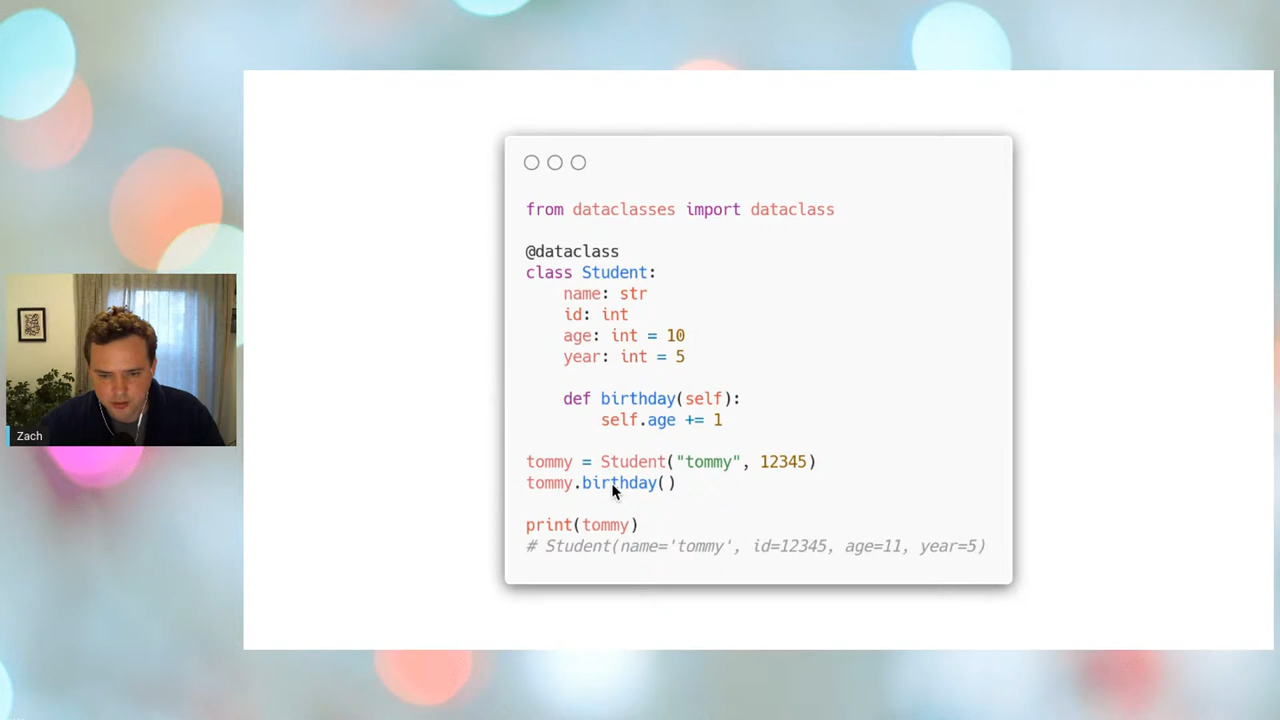 from dataclasses import dataclass
@dataclass
class Student:
name: str
id: int
age: int = 10
year: int = 5
def birthday(self):
self.age += 1
tommy = Student("tommy", 12345)
tommy.birthday()
print(tommy)
# Student(name='tommy', id=12345, age=11, year=5)
Zach